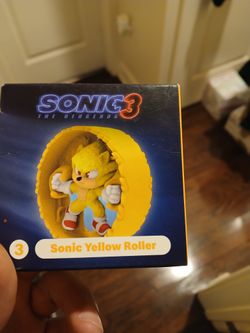 SONIC 3
THE HEDGEHOG
3
Sonic Yellow Roller